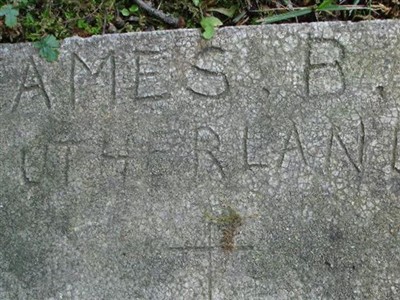 AMES . B .
UTHERLAN